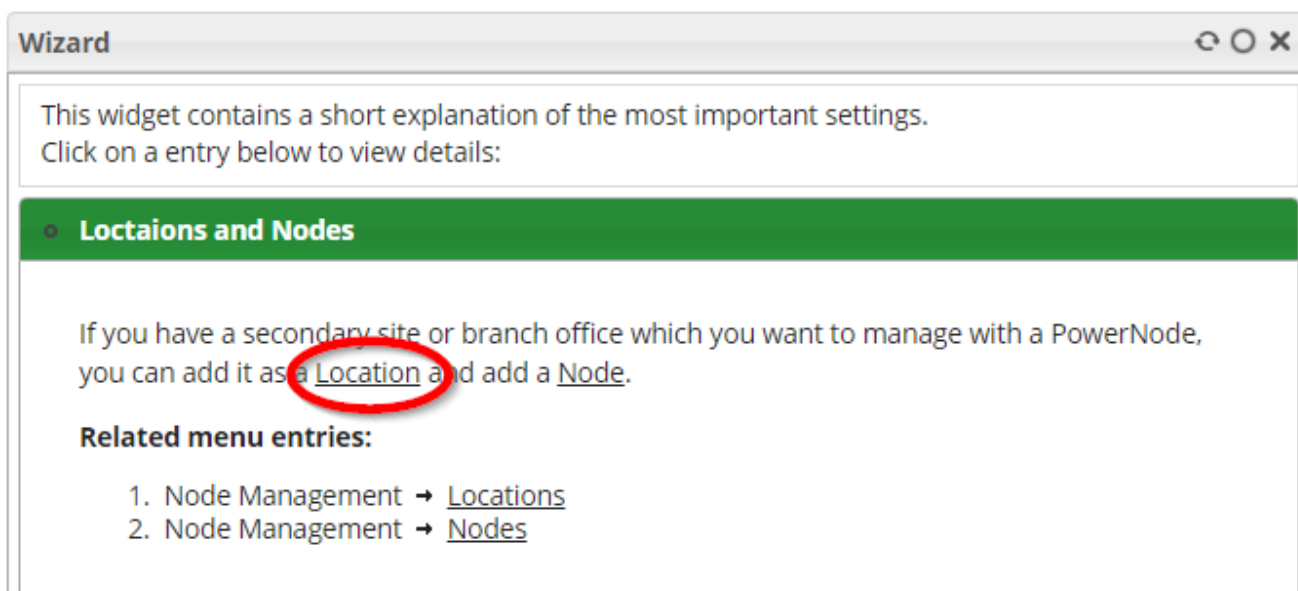 Wizard
This widget contains a short explanation of the most important settings.
Click on a entry below to view details:
Loctaions and Nodes
If you have a secondary site or branch office which you want to manage with a PowerNode,
you can add it as a Location and add a Node.
Related menu entries:
1. Node Management → Locations
2. Node Management → Nodes